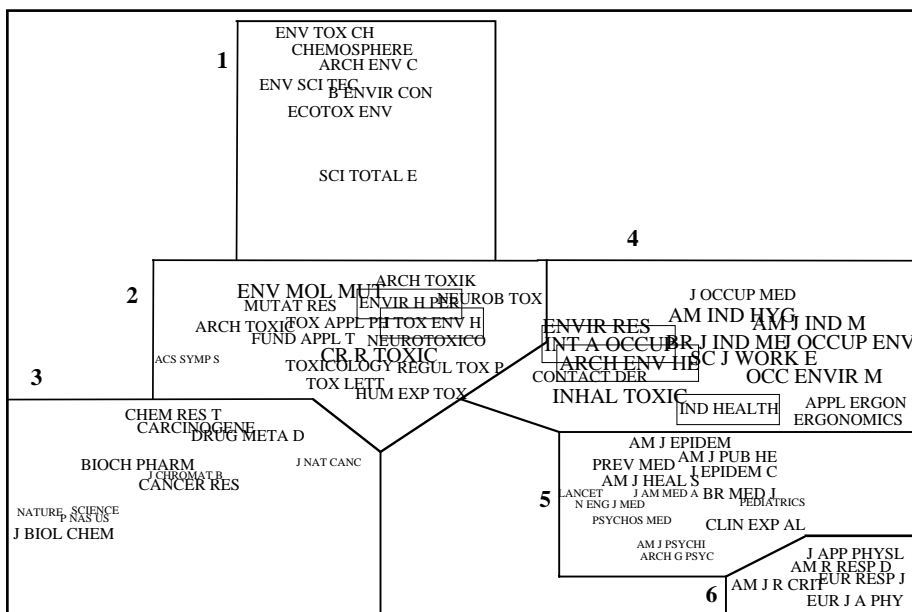 1
ENV TOX CH
CHEMOSPHERE
ARCH ENV C
ENV SCI TEC
B ENVIR CON
ECOTOX ENV
SCI TOTAL E
2
ARCH TOXIK
ENV MOL MUT
ENVIR H PER
NEUROB TOX
MUTAT RES
TOX APPL PH
J TOX ENV H
ARCH TOXIC
FUND APPL T
NEUROTOXICO
CR R TOXIC
ACS SYMP S
TOXICOLOGY
REGUL TOX P
TOX LETT
HUM EXP TOX
3
CHEM RES T
CARCINOGENE
DRUG META D
BIOCH PHARM
J NAT CANC
J CHROMAT B
CANCER RES
NATURE
SCIENCE
P NAS US
J BIOL CHEM
4
J OCCUP MED
AM IND HYG
AM J IND M
ENVIR RES
INT A OCCUP
BR J IND ME
J OCCUP ENV
ARCH ENV HE
SC J WORK E
CONTACT DER
OCC ENVIR M
INHAL TOXIC
IND HEALTH
APPL ERGON
ERGONOMICS
5
AM J EPIDEM
AM J PUB HE
PREV MED
J EPIDEM C
AM J HEAL S
LANCET
J AM MED A
BR MED J
N ENG J MED
PEDIATRICS
PSYCHOS MED
CLIN EXP AL
AM J PSYCHI
ARCH G PSYC
6
J APP PHYSL
AM R RESP D
AM J R CRIT
EUR RESP J
EUR J A PHY